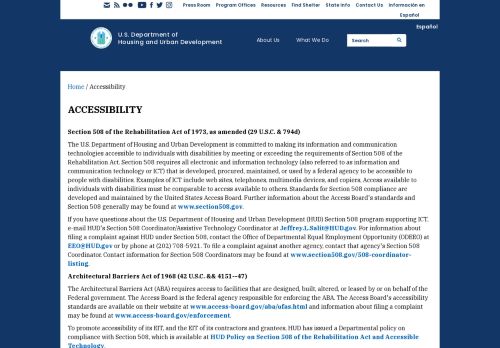 Press Room Program Offices Resources Find Shelter State Info Contact Us Información en Español
Español
U.S. Department of
Housing and Urban Development
About Us What We Do Search
Home / Accessibility
ACCESSIBILITY
Section 508 of the Rehabilitation Act of 1973, as amended (29 U.S.C. & 794d)
The U.S. Department of Housing and Urban Development is committed to making its information and communication
technologies accessible to individuals with disabilities by meeting or exceeding the requirements of Section 508 of the
Rehabilitation Act. Section 508 requires all electronic and information technology (also referred to as information and
communication technology or ICT) that is developed, procured, maintained, or used by a federal agency to be accessible to
people with disabilities. Examples of ICT include web sites, telephones, multimedia devices, and copiers. Access available to
individuals with disabilities must be comparable to access available to others. Standards for Section 508 compliance are
developed and maintained by the United States Access Board. Further information about the Access Board's standards and
Section 508 generally may be found at www.section508.gov.
If you have questions about the U.S. Department of Housing and Urban Development (HUD) Section 508 program supporting ICT,
e-mail HUD's Section 508 Coordinator/Assistive Technology Coordinator at Jeffrey.L.Salit@HUD.gov. For information about
filing a complaint against HUD under Section 508, contact the Office of Departmental Equal Employment Opportunity (ODEEO) at
EEO@HUD.gov or by phone at (202) 708-5921. To file a complaint against another agency, contact that agency's Section 508
Coordinator. Contact information for Section 508 Coordinators may be found at www.section508.gov/508-coordinator-
listing.
Architectural Barriers Act of 1968 (42 U.S.C. && 4151--47)
The Architectural Barriers Act (ABA) requires access to facilities that are designed, built, altered, or leased by or on behalf of the
Federal government. The Access Board is the federal agency responsible for enforcing the ABA. The Access Board's accessibility
standards are available on their website at www.access-board.gov/aba/ufas.html and information about filing a complaint
may be found at www.access-board.gov/enforcement.
To promote accessibility of its EIT, and the EIT of its contractors and grantees, HUD has issued a Departmental policy on
compliance with Section 508, which is available at HUD Policy on Section 508 of the Rehabilitation Act and Accessible
Technology.